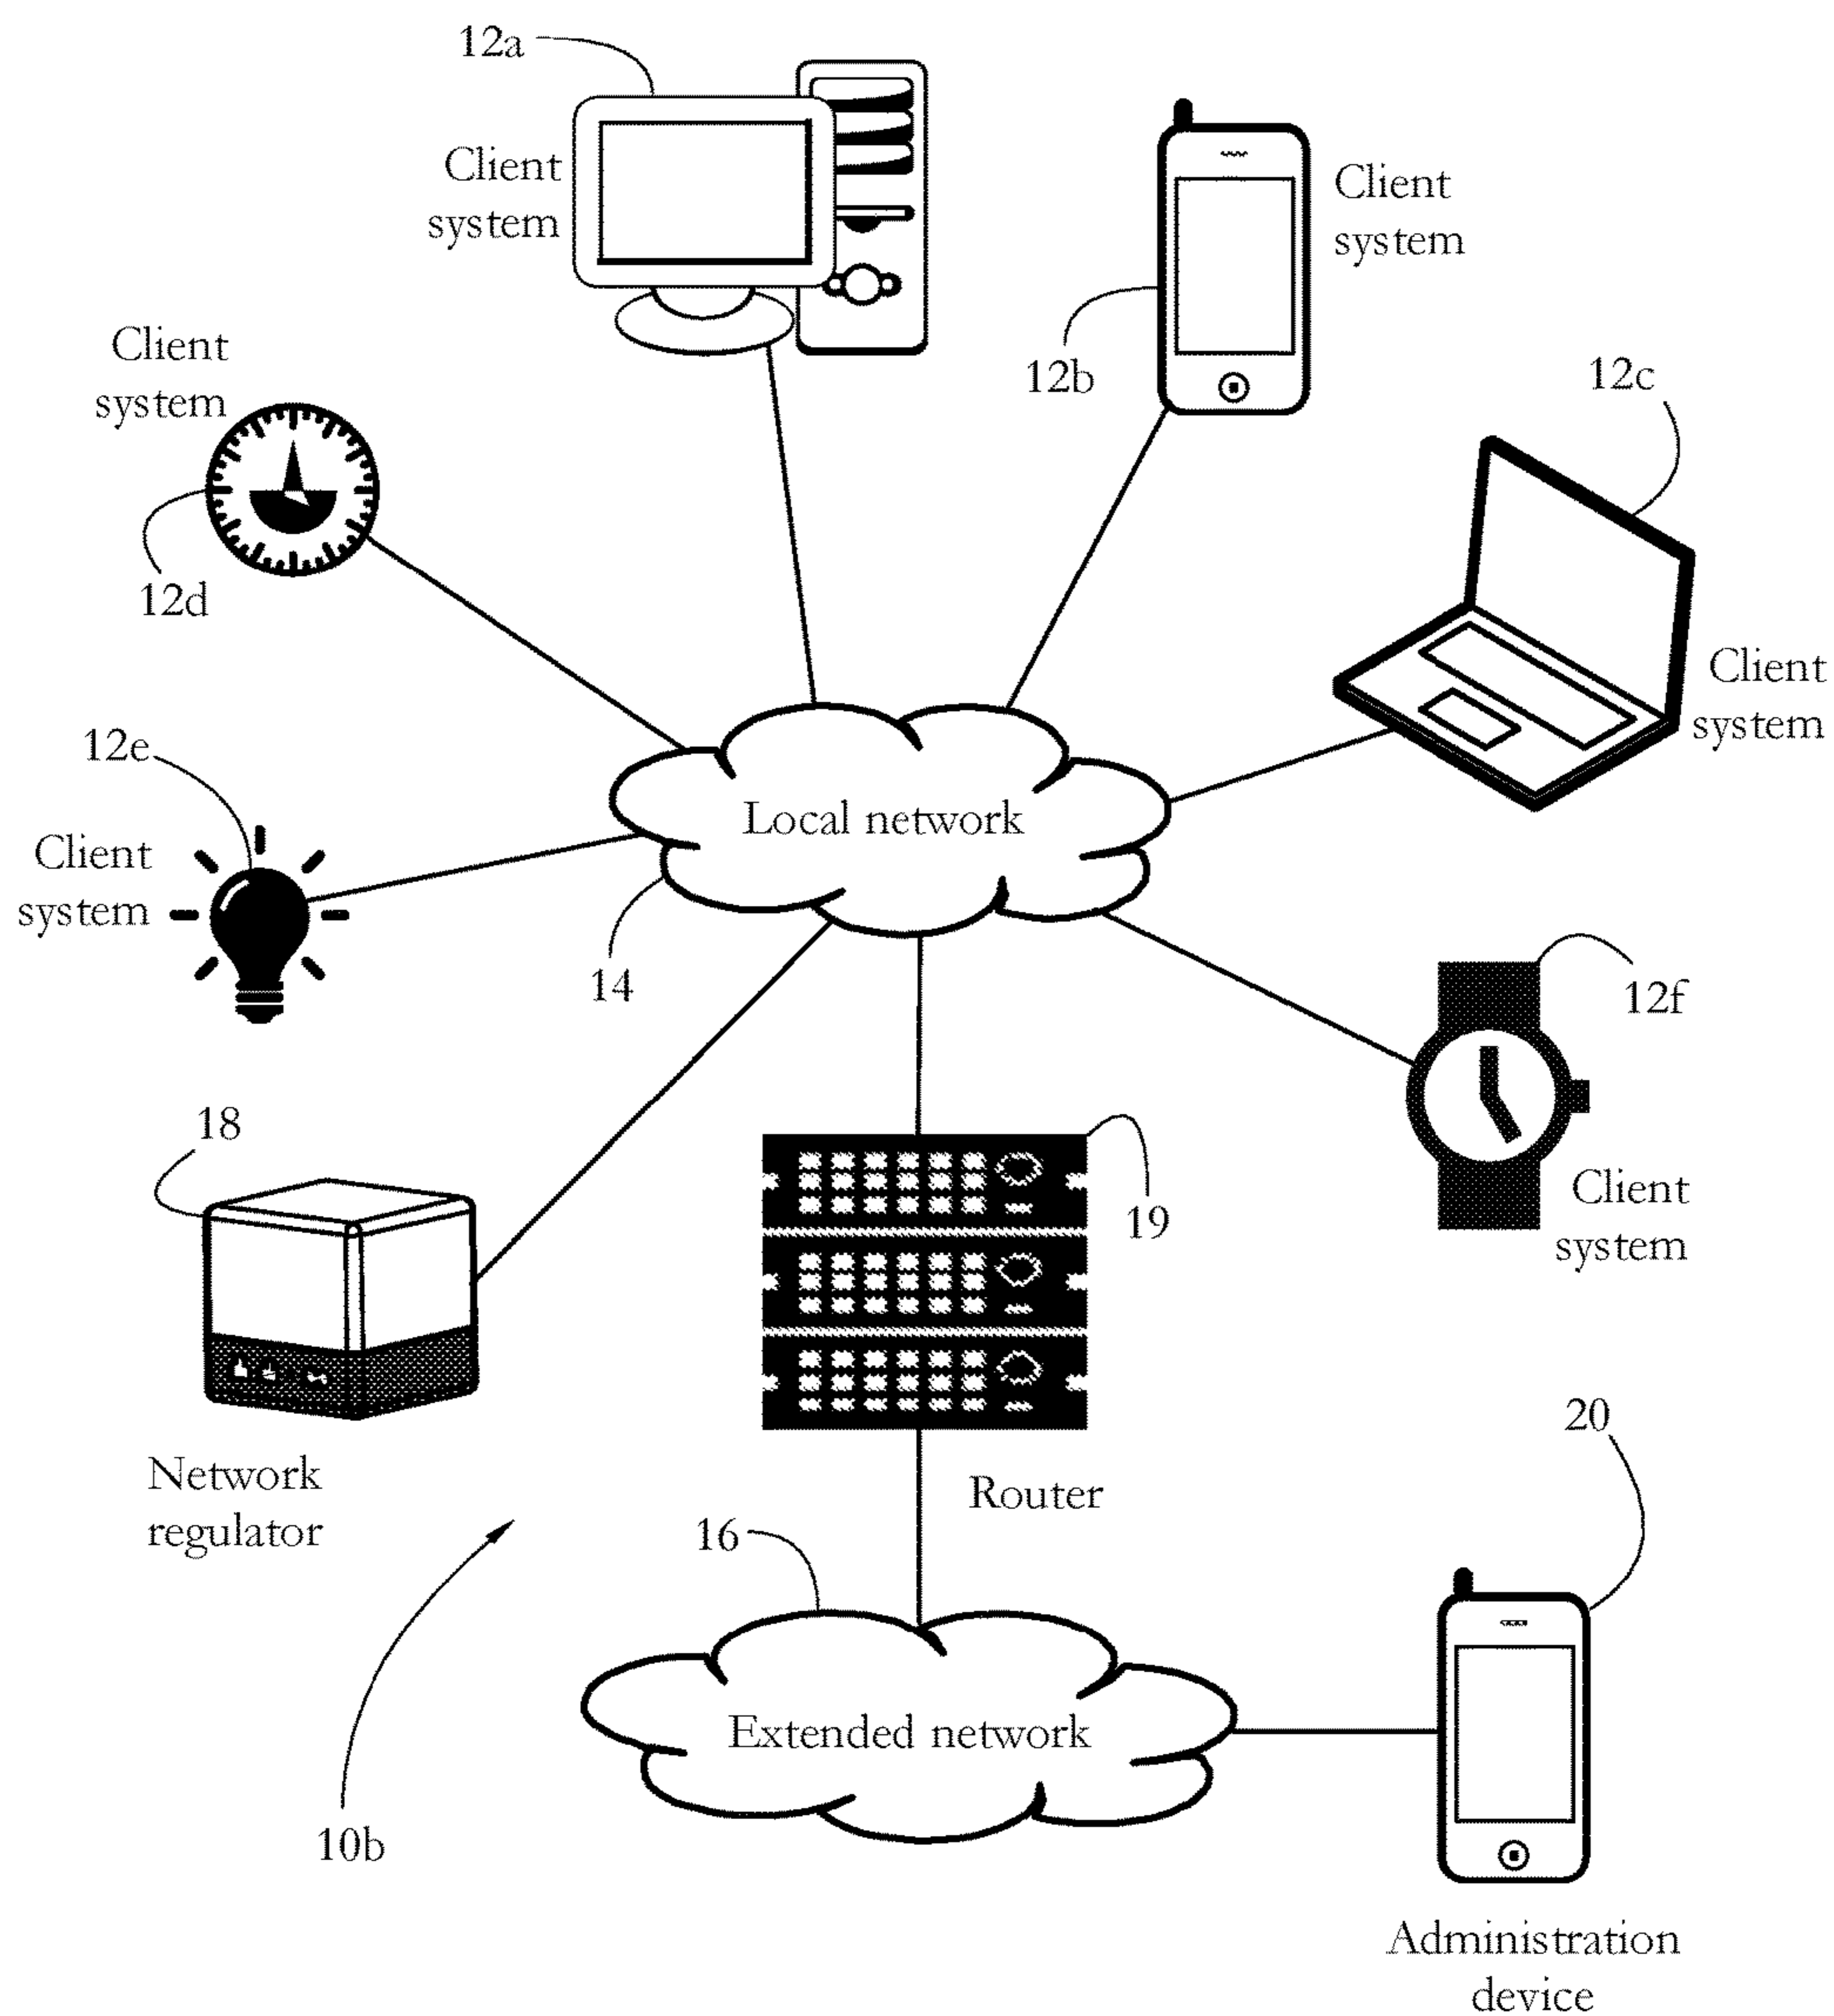 12a
Client
system
Client
system
12b
12c
Client
system
12d
Client
system
12e
Client
system
Local network
14
12f
Client
system
18
19
Network
regulator
Router
20
16
Extended network
10b
Administration
device